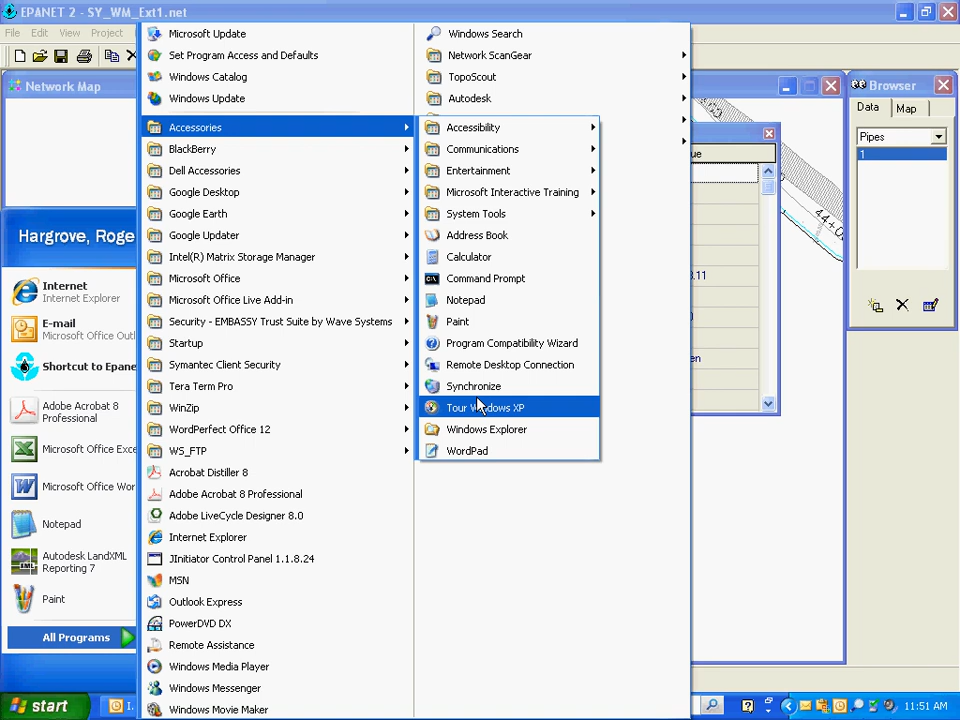 EPANET 2 - SY_WM_Ext1.net
File Edit View Project
Network Map
Hargrove, Roge
Internet
Internet Explorer
E-mail
Microsoft Office Outl
Shortcut to Epane
Adobe Acrobat 8
Professional
Microsoft Office Exce
Microsoft Office Wor
Notepad
Autodesk LandXML
Reporting 7
Paint
All Programs
Microsoft Update
Set Program Access and Defaults
Windows Catalog
Windows Update
Accessories
BlackBerry
Dell Accessories
Google Desktop
Google Earth
Google Updater
Intel(R) Matrix Storage Manager
Microsoft Office
Microsoft Office Live Add-in
Security - EMBASSY Trust Suite by Wave Systems
Startup
Symantec Client Security
Tera Term Pro
WinZip
WordPerfect Office 12
WS_FTP
Acrobat Distiller 8
Adobe Acrobat 8 Professional
Adobe LiveCycle Designer 8.0
Internet Explorer
JInitiator Control Panel 1.1.8.24
MSN
Outlook Express
PowerDVD DX
Remote Assistance
Windows Media Player
Windows Messenger
Windows Movie Maker
Windows Search
Network ScanGear
TopoScout
Autodesk
Accessibility
Communications
Entertainment
Microsoft Interactive Training
System Tools
Address Book
Calculator
Command Prompt
Notepad
Paint
Program Compatibility Wizard
Remote Desktop Connection
Synchronize
Tour Windows XP
Windows Explorer
WordPad
ue
3.11
en
44+0
Browser
Data Map
Pipes
1
start
I.
11:51 AM